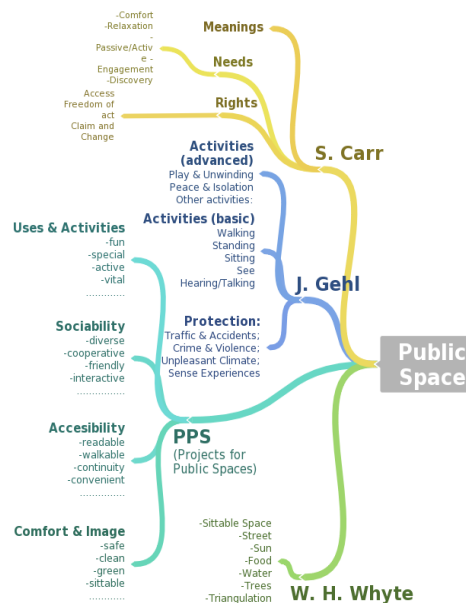 -Comfort
-Relaxation
-
Passive/Activ
e -
Engagement
-Discovery
Meanings
Needs
Access
Freedom of
act
Claim and
Change
Rights
S. Carr
Activities
(advanced)
Play & Unwinding
Peace & Isolation
Other activities:
Activities (basic)
Walking
Standing
Sitting
See
Hearing/Talking
J. Gehl
Protection:
Traffic & Accidents;
Crime & Violence;
Unpleasant Climate;
Sense Experiences
Public
Space
Uses & Activities
-fun
-special
-active
-vital
.............
Sociability
-diverse
-cooperative
-friendly
-interactive
................
Accesibility
-readable
-walkable
-continuity
-convenient
...............
PPS
(Projects for
Public Spaces)
Comfort & Image
-safe
-clean
-green
-sittable
............
-Sittable Space
-Street
-Sun
-Food
-Water
-Trees
-Triangulation
W. H. Whyte